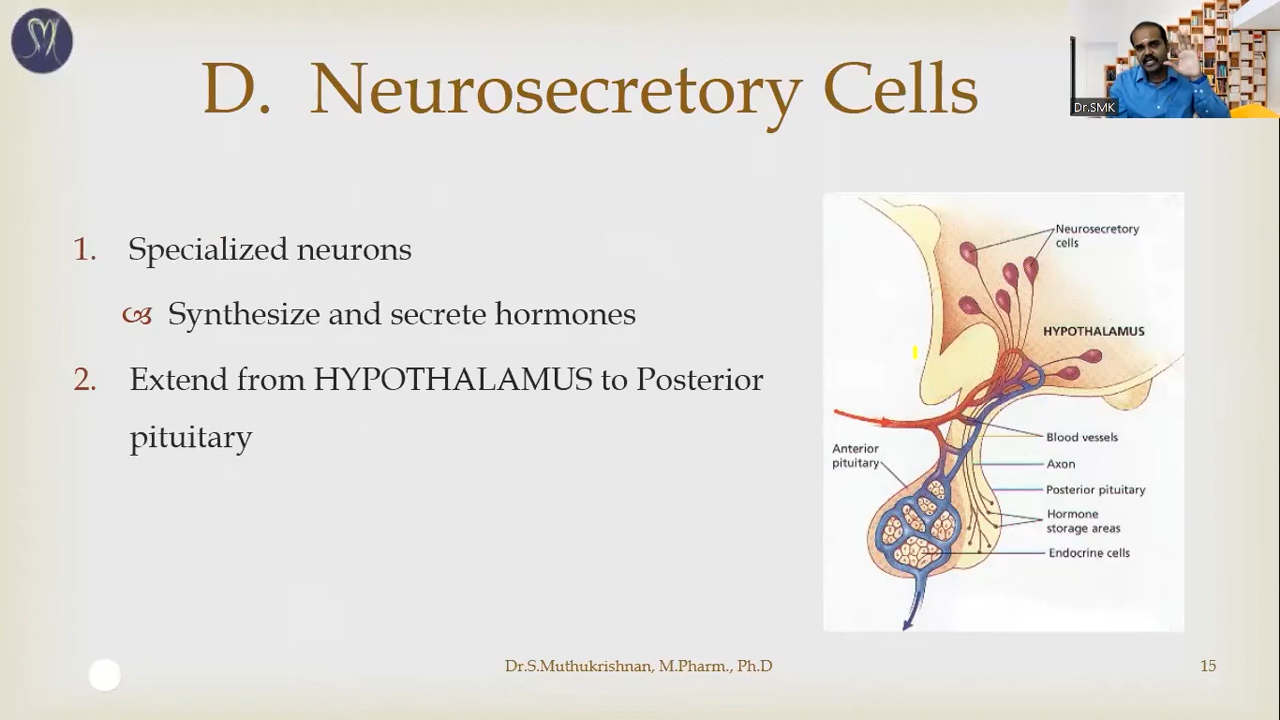 SM
D. Neurosecretory Cells
Dr.SMK
1. Specialized neurons
Synthesize and secrete hormones
2. Extend from HYPOTHALAMUS to Posterior
pituitary
Neurosecretory
cells
HYPOTHALAMUS
Blood vessels
Anterior
pituitary
Axon
Posterior pituitary
Hormone
storage areas
Endocrine cells
Dr.S.Muthukrishnan, M.Pharm., Ph.D
15